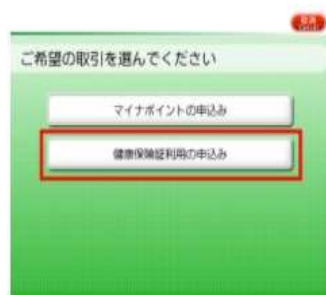 ご希望の取引を選んでください
マイナポイントの申込み
健康保険証利用の申込み